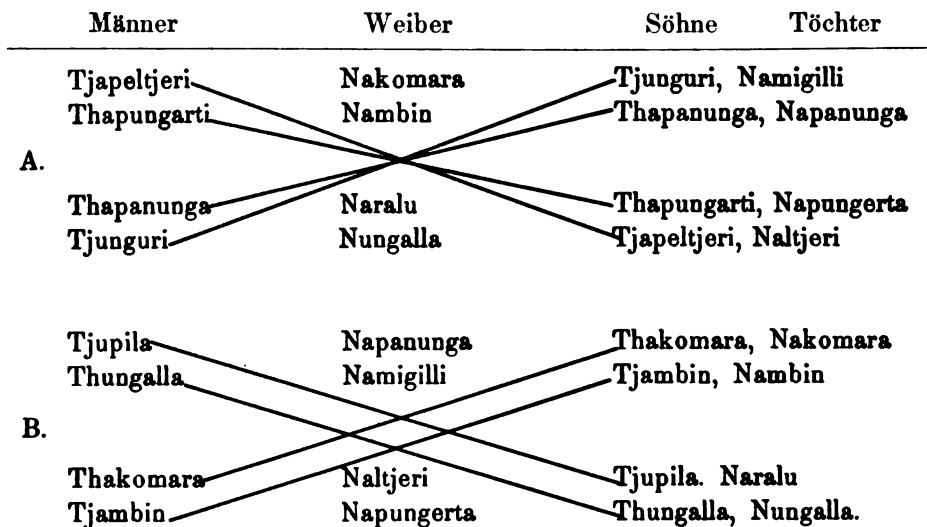 Männer Weiber Söhne Töchter
Tjapeltjeri Nakomara Tjunguri, Namigilli
Thapungarti Nambin Thapanunga, Napanunga
A.
Thapanunga Naralu Thapungarti, Napungerta
Tjunguri Nungalla Tjapeltjeri, Naltjeri
Tjupila Napanunga Thakomara, Nakomara
Thungalla Namigilli Tjambin, Nambin
B.
Thakomara Naltjeri Tjupila. Naralu
Tjambin Napungerta Thungalla, Nungalla.